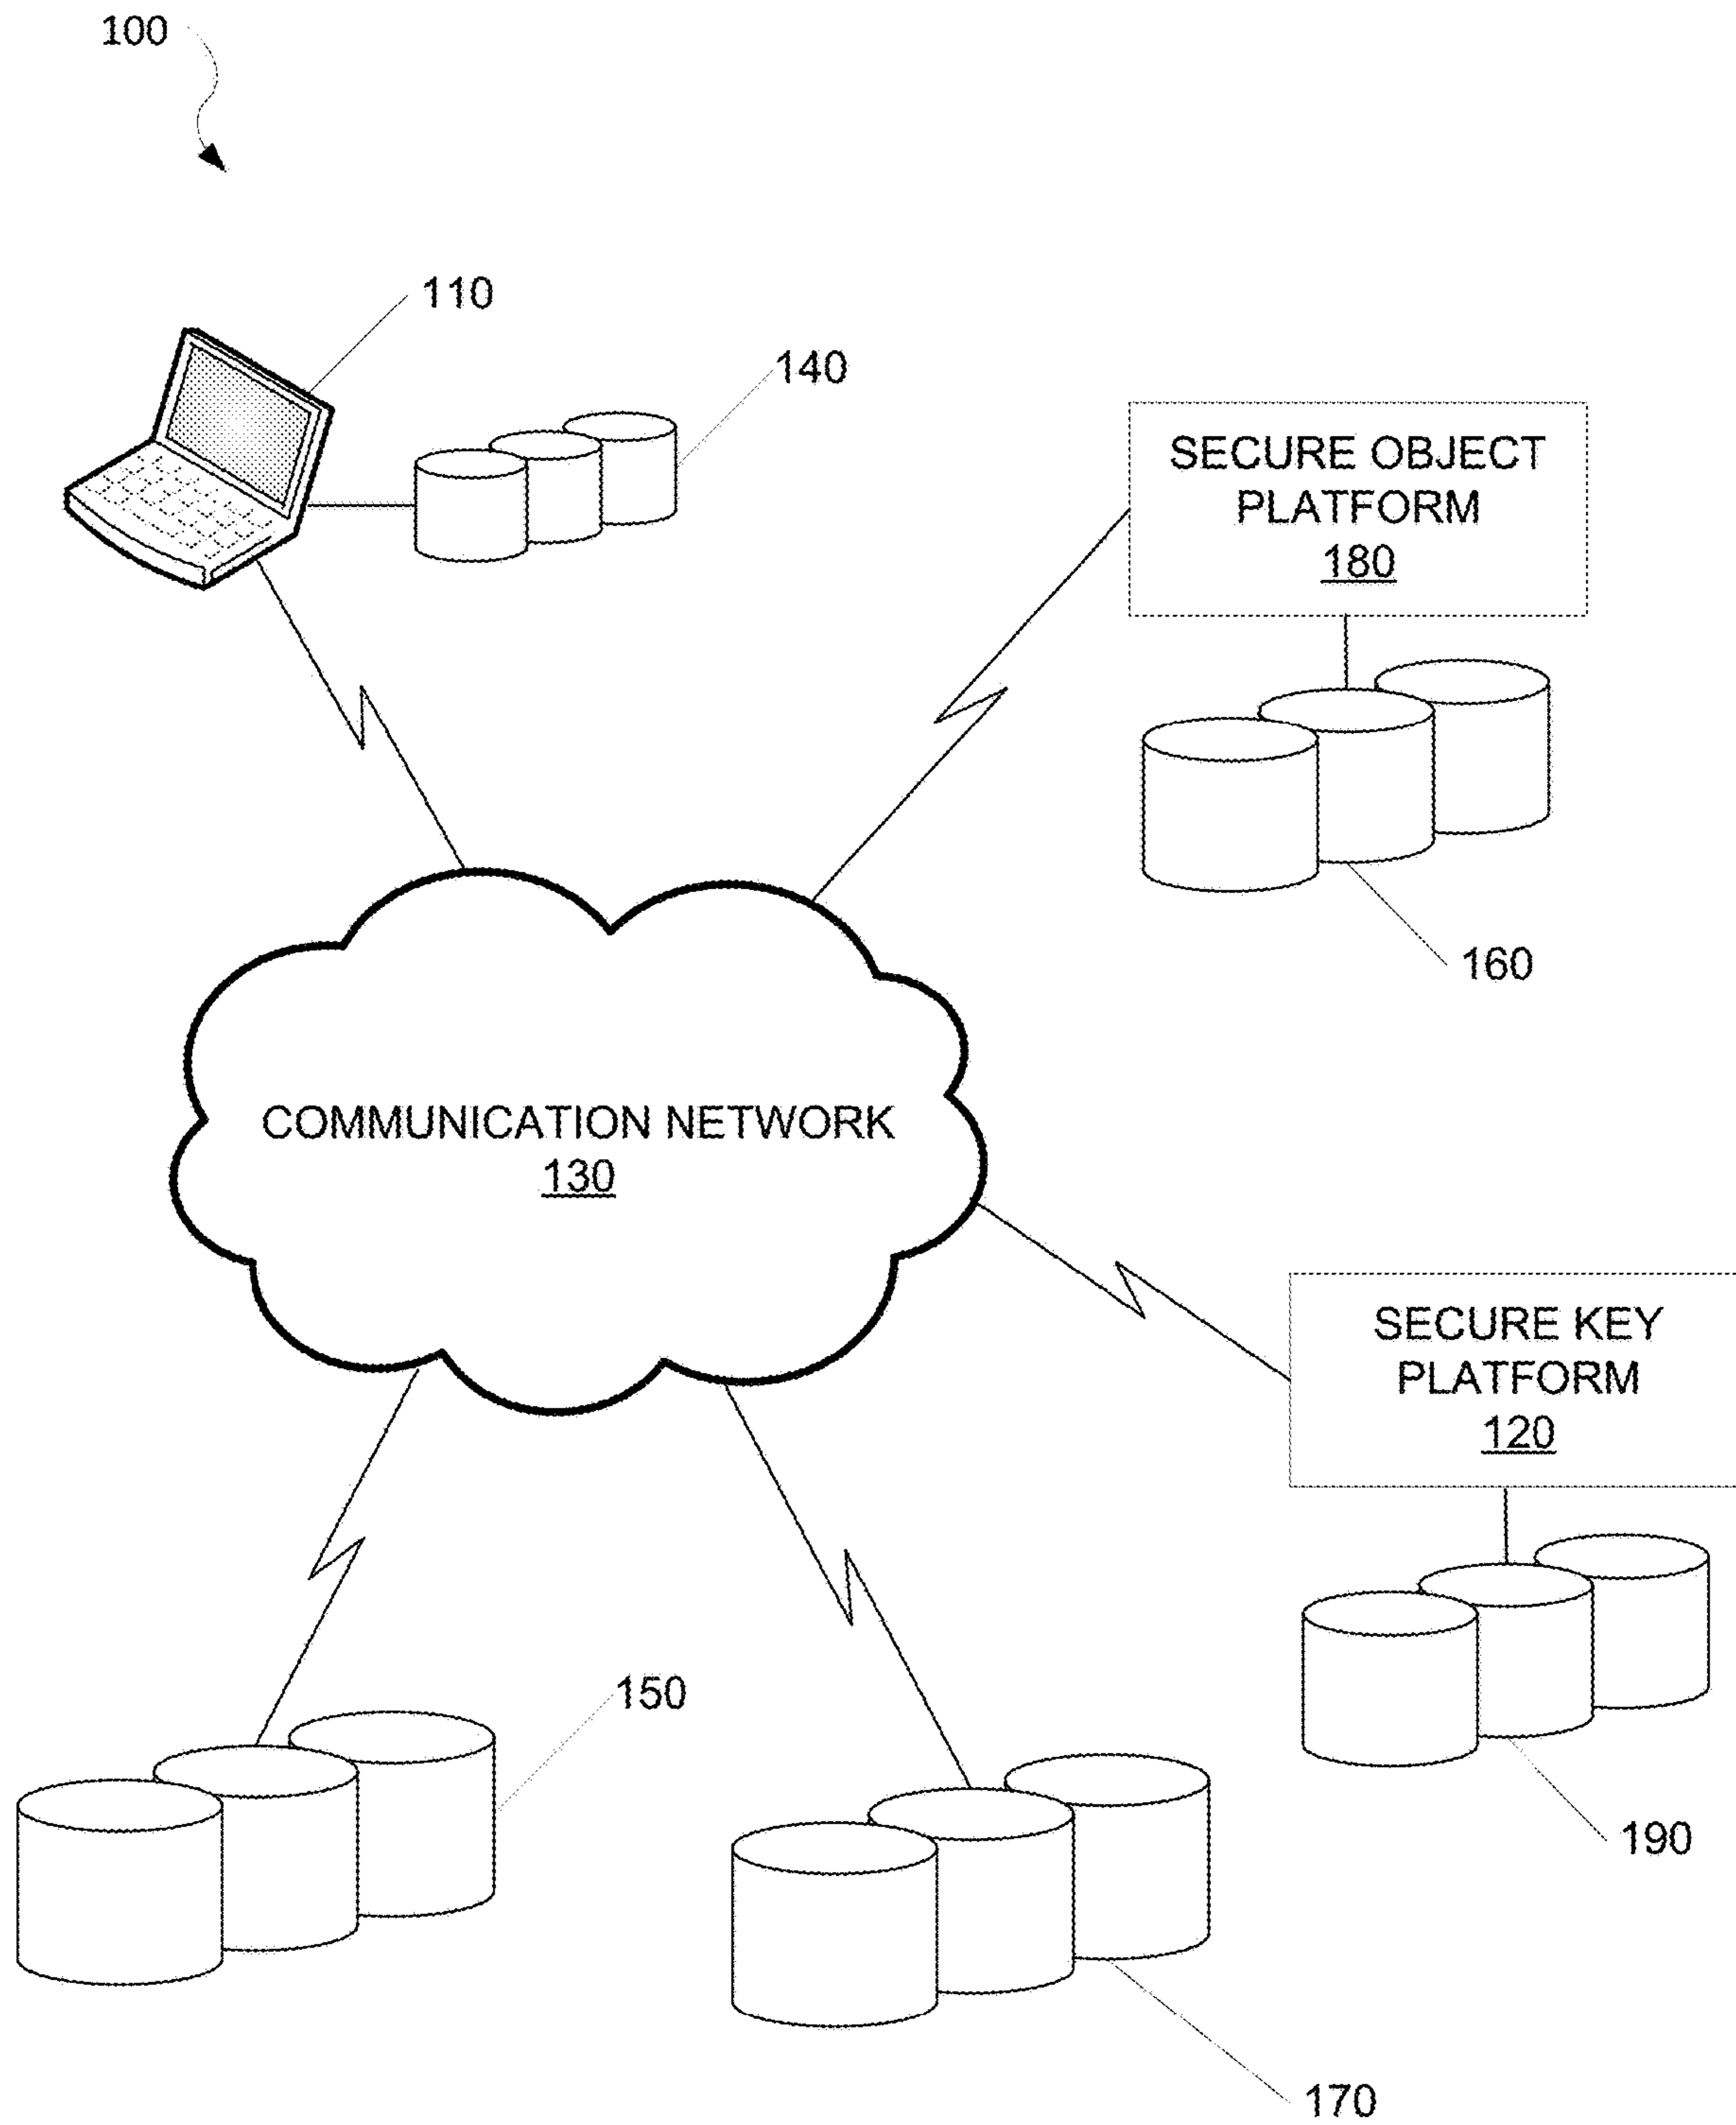 100
110
140
SECURE OBJECT
PLATFORM
180
160
COMMUNICATION NETWORK
130
SECURE KEY
PLATFORM
120
150
190
170